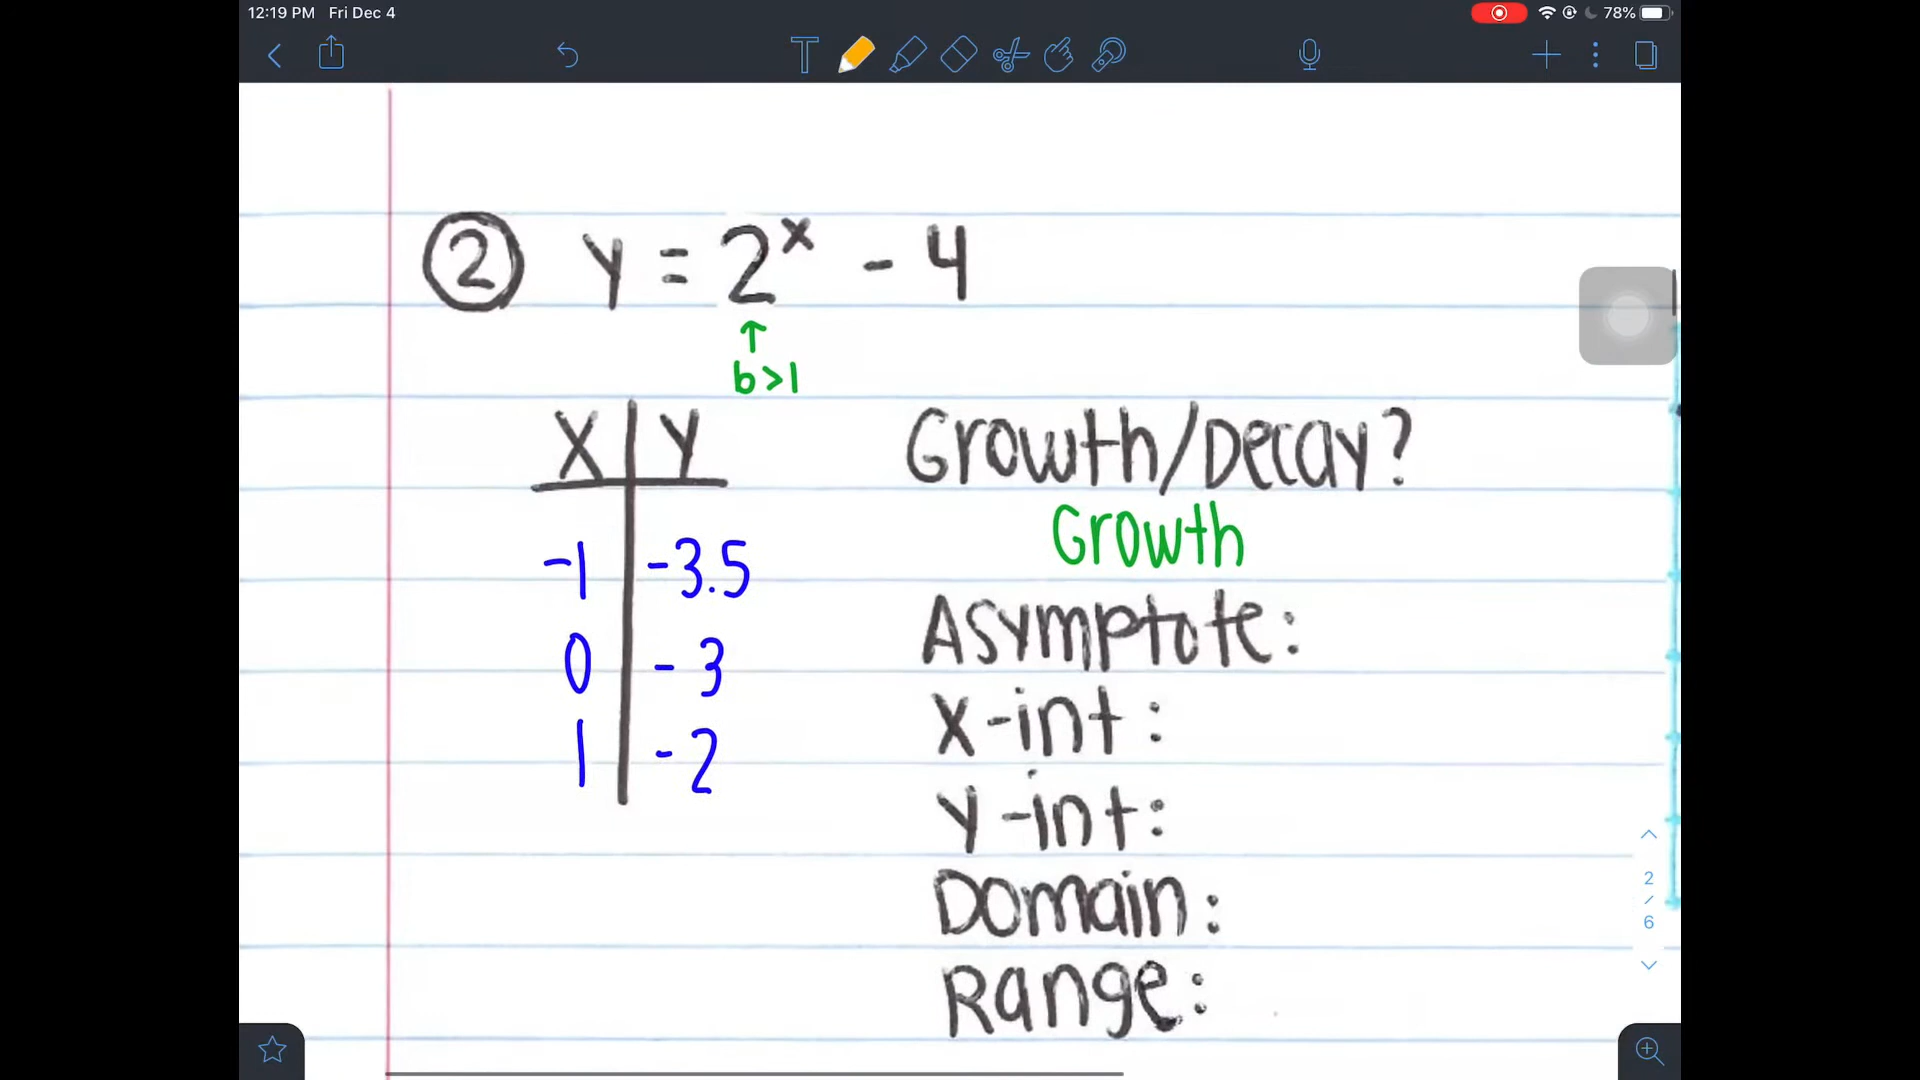 12:19 PM Fri Dec 4
78%
T
② y = 2ˣ - 4
↑
b>1
X | Y
-1 | -3.5
0 | -3
1 | -2
Growth/Decay?
Growth
Asymptote:
X-int:
y-int:
Domain:
Range:
2
/
6